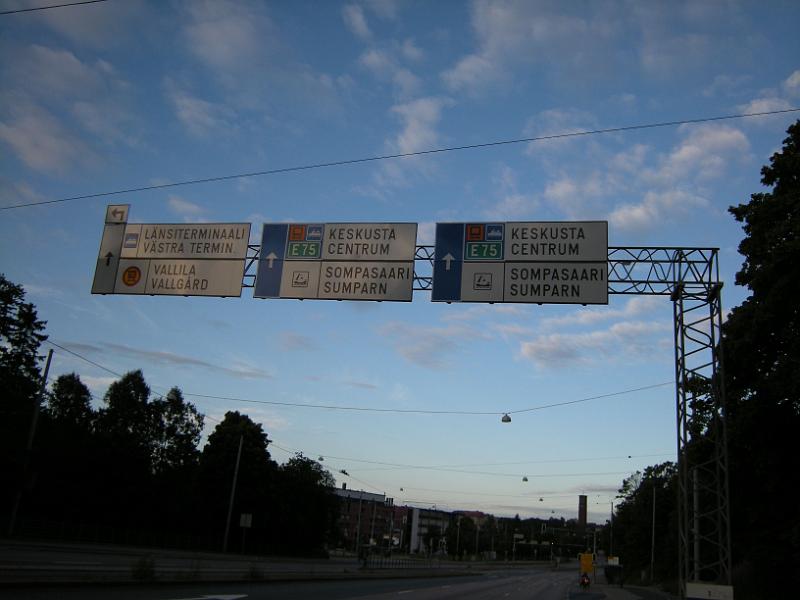 LÄNSITERMINAALI
VÄSTRA TERMIN.
VALLILA
VALLGÅRD
E75
KESKUSTA
CENTRUM
SOMPASAARI
SUMPARN
E75
KESKUSTA
CENTRUM
SOMPASAARI
SUMPARN